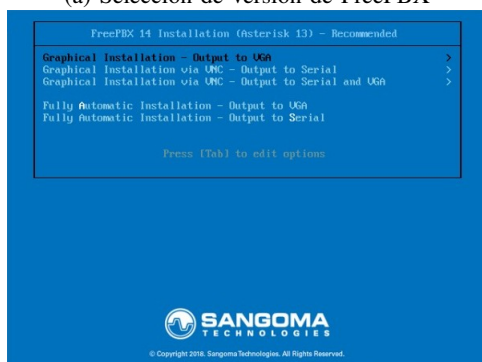 (a) Selección de versión de FreePBX
FreePBX 14 Installation (Asterisk 13) - Recommended
Graphical Installation - Output to VGA >
Graphical Installation via VNC - Output to Serial >
Graphical Installation via VNC - Output to Serial and VGA >
Fully Automatic Installation - Output to VGA
Fully Automatic Installation - Output to Serial
Press [Tab] to edit options
SANGOMA
TECHNOLOGIES
© Copyright 2018. Sangoma Technologies. All Rights Reserved.